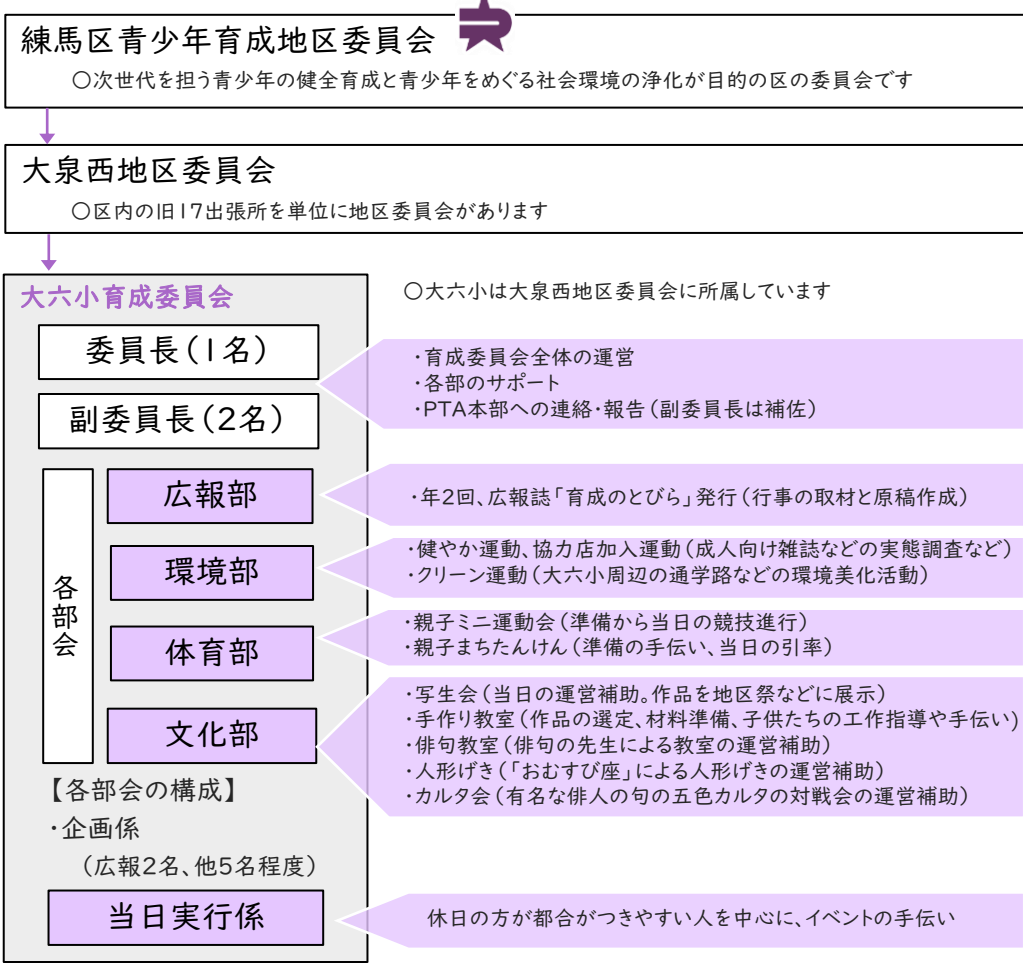 練馬区青少年育成地区委員会
○次世代を担う青少年の健全育成と青少年をめぐる社会環境の浄化が目的の区の委員会です
大泉西地区委員会
○区内の旧17出張所を単位に地区委員会があります
大六小育成委員会
○大六小は大泉西地区委員会に所属しています
委員長(1名)
副委員長(2名)
・育成委員会全体の運営
・各部のサポート
・PTA本部への連絡・報告(副委員長は補佐)
各部会
広報部
・年2回、広報誌「育成のとびら」発行(行事の取材と原稿作成)
環境部
・健やか運動、協力店加入運動(成人向け雑誌などの実態調査など)
・クリーン運動(大六小周辺の通学路などの環境美化活動)
体育部
・親子ミニ運動会(準備から当日の競技進行)
・親子まちたんけん(準備の手伝い、当日の引率)
文化部
・写生会(当日の運営補助。作品を地区祭などに展示)
・手作り教室(作品の選定、材料準備、子供たちの工作指導や手伝い)
・俳句教室(俳句の先生による教室の運営補助)
・人形げき(「おむすび座」による人形げきの運営補助)
・カルタ会(有名な俳人の句の五色カルタの対戦会の運営補助)
【各部会の構成】
・企画係
(広報2名、他5名程度)
当日実行係
休日の方が都合がつきやすい人を中心に、イベントの手伝い